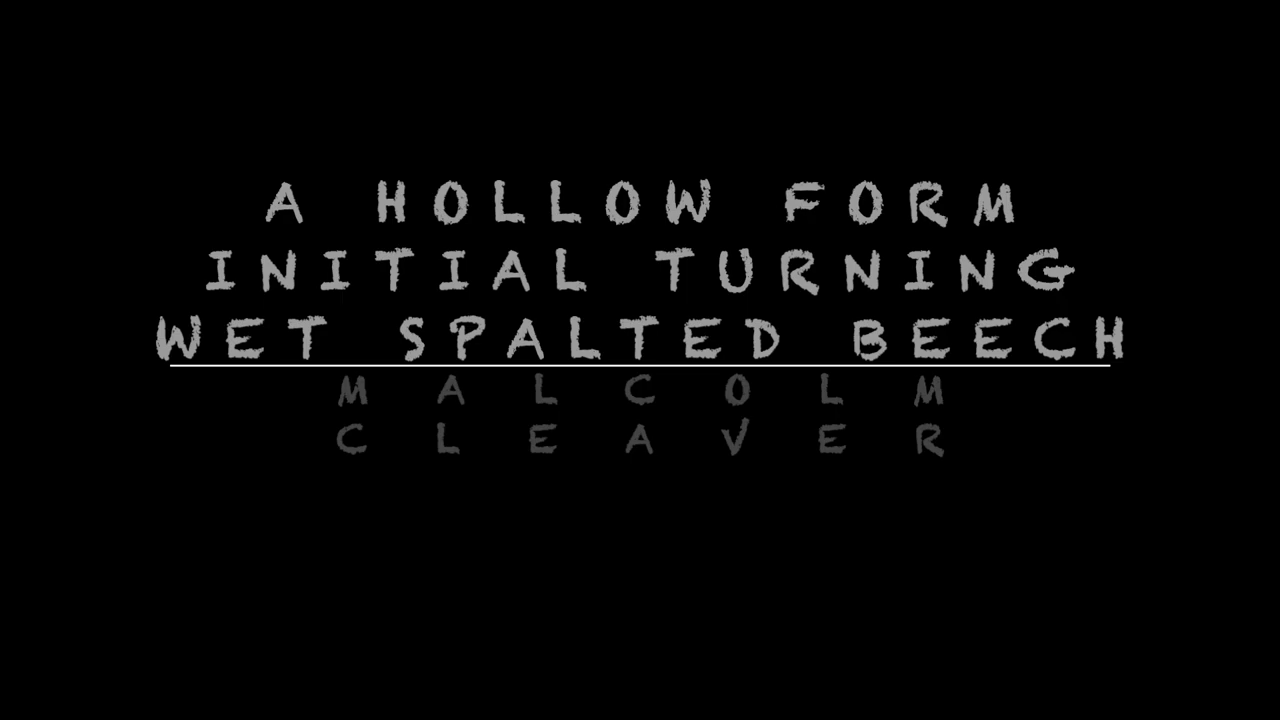 A HOLLOW FORM
INITIAL TURNING
WET SPALTED BEECH
MALCOLM
CLEAVER